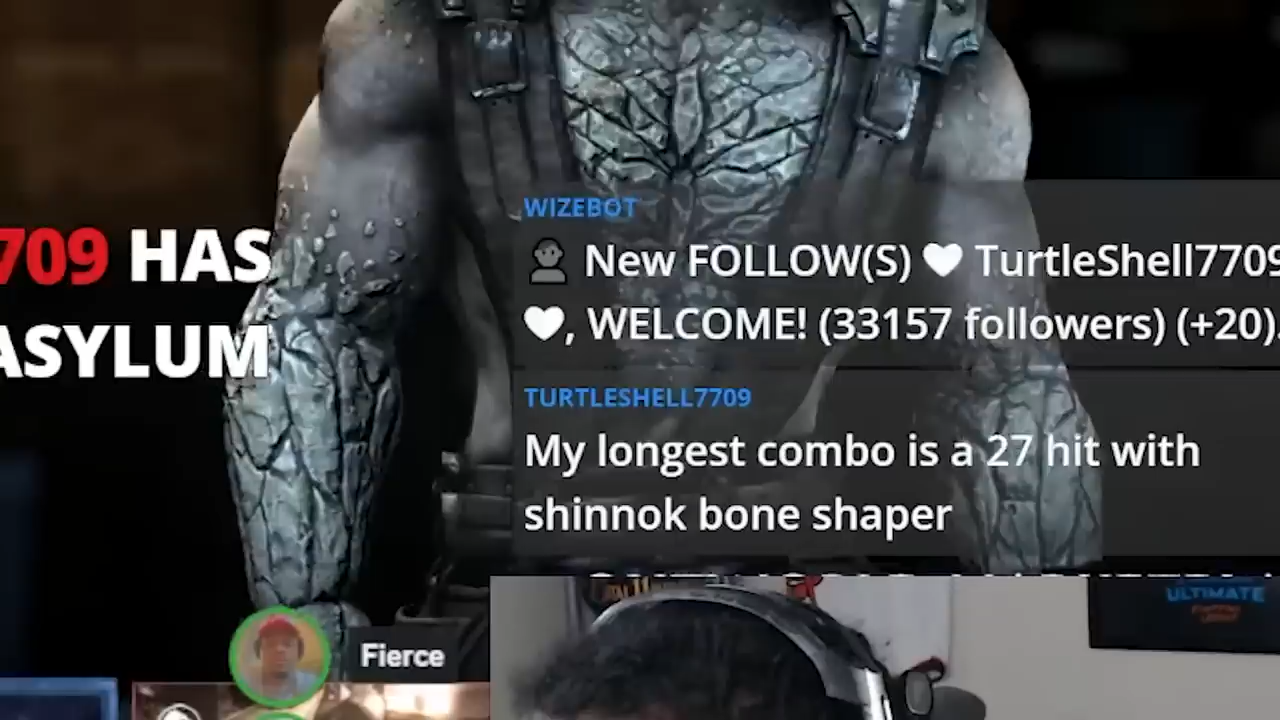 WIZEBOT
New FOLLOW(S) TurtleShell7709
, WELCOME! (33157 followers) (+20).
709 HAS
ASYLUM
TURTLESHELL7709
My longest combo is a 27 hit with
shinnok bone shaper
Fierce
ULTIMATE